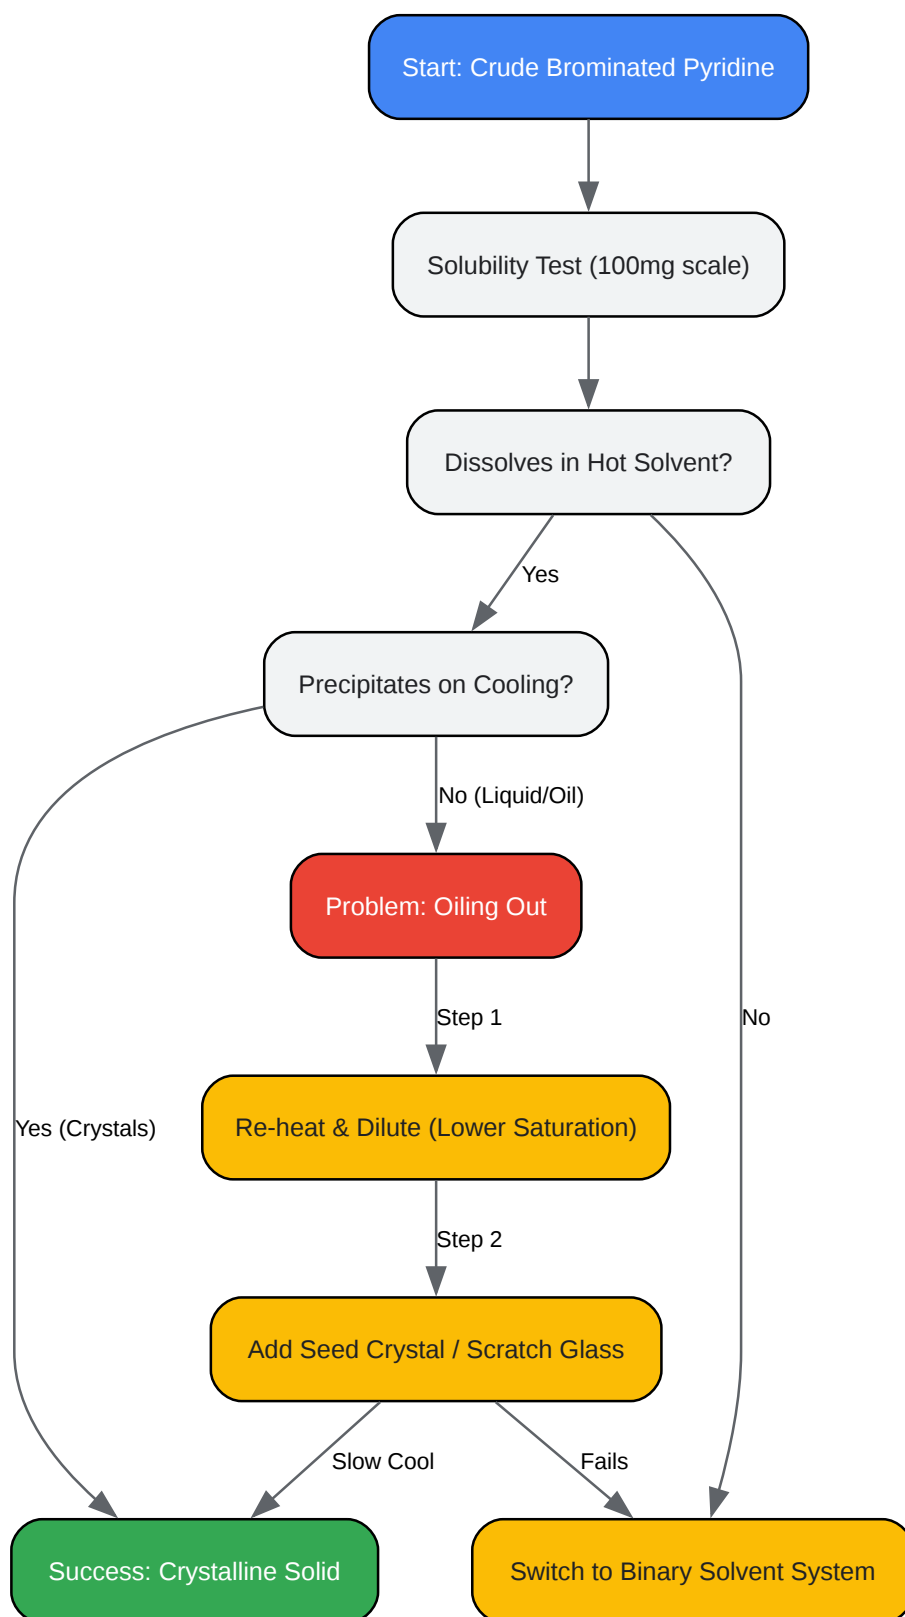 Start: Crude Brominated Pyridine
Solubility Test (100mg scale)
Dissolves in Hot Solvent?
Yes
Precipitates on Cooling?
No (Liquid/Oil)
Problem: Oiling Out
Step 1
No
Yes (Crystals)
Re-heat & Dilute (Lower Saturation)
Step 2
Add Seed Crystal / Scratch Glass
Slow Cool
Fails
Success: Crystalline Solid
Switch to Binary Solvent System